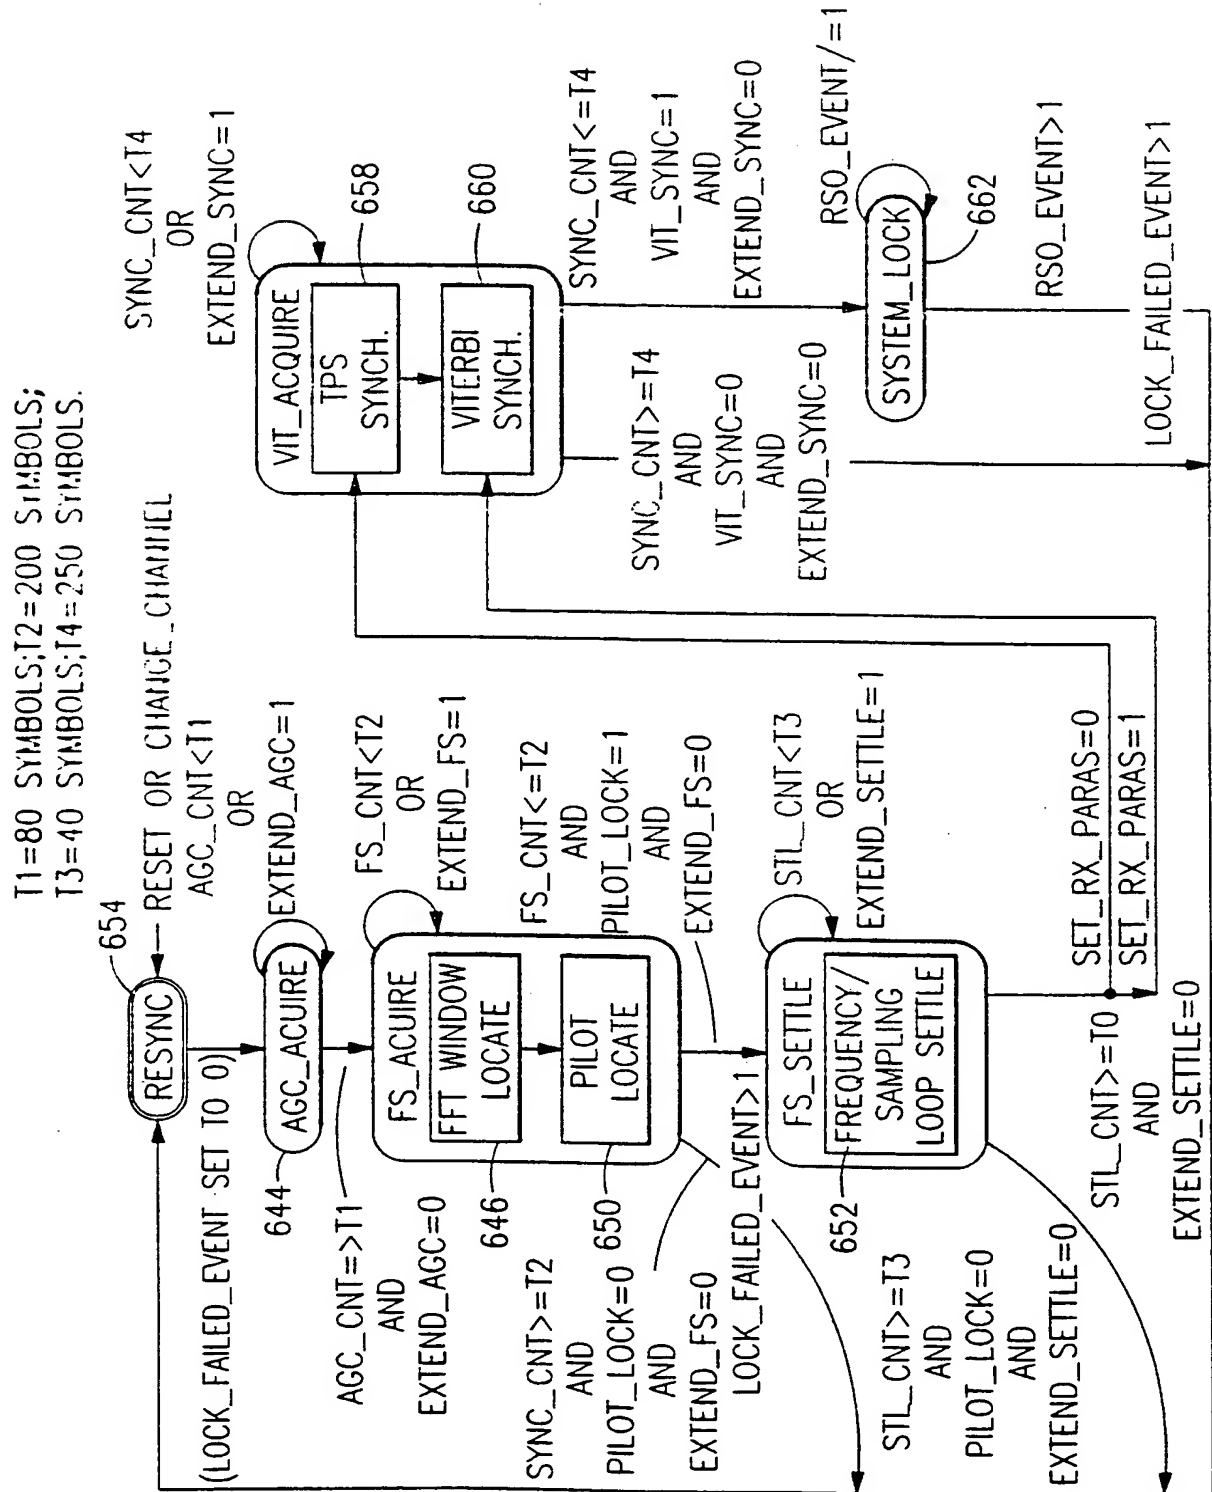 T1=80 SYMBOLS;T2=200 SYMBOLS;
T3=40 SYMBOLS;T4=250 SYMBOLS.
654
RESYNC
RESET OR CHANGE_CHANNEL
(LOCK_FAILED_EVENT SET TO 0)
AGC_CNT<T1
OR
EXTEND_AGC=1
AGC_ACUIRE
644
AGC_CNT=>T1
AND
EXTEND_AGC=0
FS_CNT<T2
OR
EXTEND_FS=1
FS_ACUIRE
FFT WINDOW
LOCATE
646
PILOT
LOCATE
650
FS_CNT<=T2
AND
PILOT_LOCK=1
AND
EXTEND_FS=0
SYNC_CNT>=T2
AND
PILOT_LOCK=0
AND
EXTEND_FS=0
LOCK_FAILED_EVENT>1
STL_CNT<T3
OR
EXTEND_SETTLE=1
FS_SETTLE
FREQUENCY/
SAMPLING
LOOP SETTLE
652
STL_CNT>=T3
AND
PILOT_LOCK=0
AND
EXTEND_SETTLE=0
STL_CNT>=T0
AND
EXTEND_SETTLE=0
SET_RX_PARAS=0
SET_RX_PARAS=1
SYNC_CNT<T4
OR
EXTEND_SYNC=1
VIT_ACQUIRE
TPS
SYNCH.
658
VITERBI
SYNCH.
660
SYNC_CNT<=T4
AND
VIT_SYNC=1
AND
EXTEND_SYNC=0
SYNC_CNT>=T4
AND
VIT_SYNC=0
AND
EXTEND_SYNC=0
RSO_EVENT/=1
SYSTEM_LOCK
662
RSO_EVENT>1
LOCK_FAILED_EVENT>1